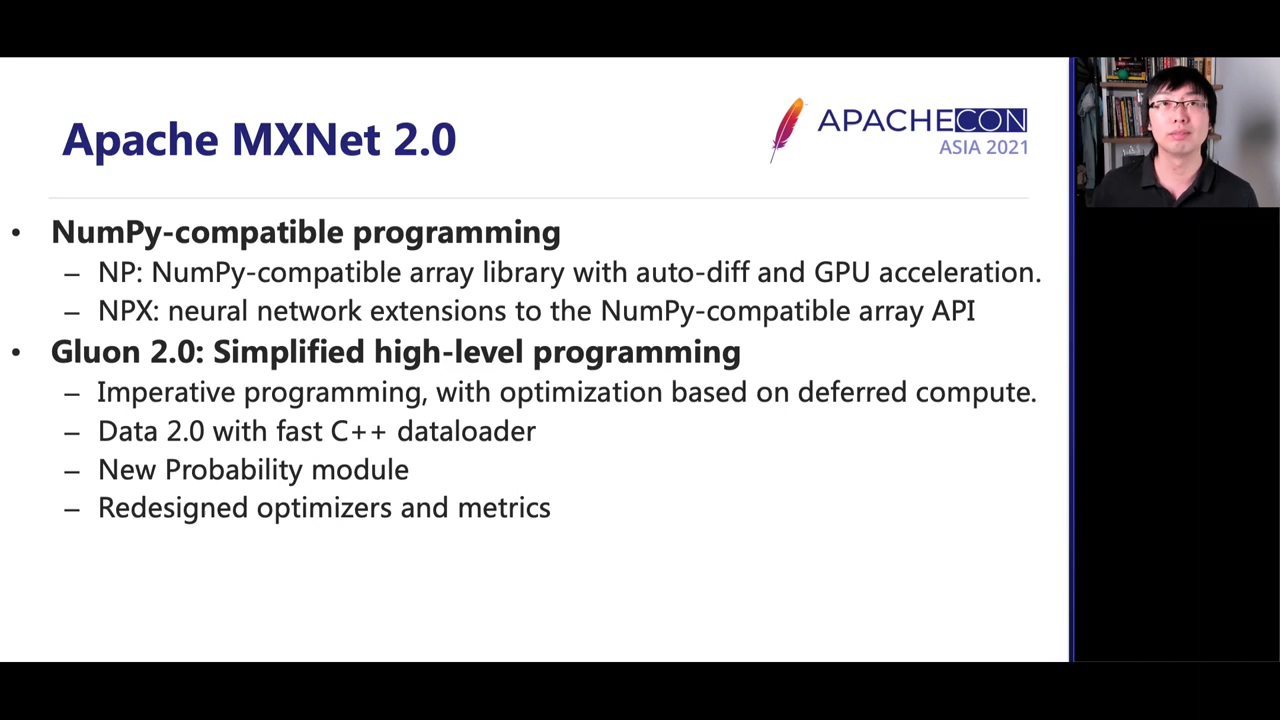 Apache MXNet 2.0
APACHECON
ASIA 2021
• NumPy-compatible programming
– NP: NumPy-compatible array library with auto-diff and GPU acceleration.
– NPX: neural network extensions to the NumPy-compatible array API
• Gluon 2.0: Simplified high-level programming
– Imperative programming, with optimization based on deferred compute.
– Data 2.0 with fast C++ dataloader
– New Probability module
– Redesigned optimizers and metrics